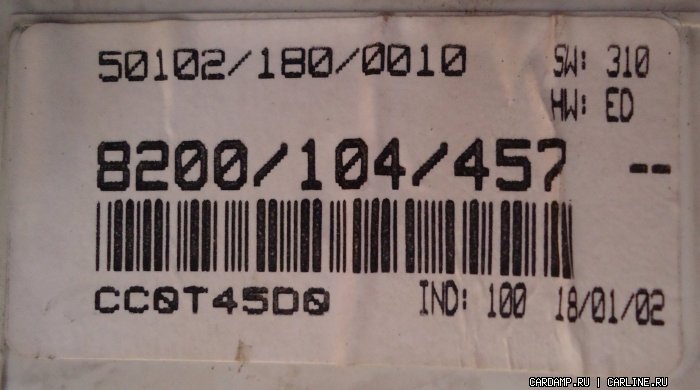 50102/180/0010 SW: 310
HW: ED
8200/104/457 --
CC0T45D0 IND: 100 18/01/02
CARDAMP.RU | CARLINE.RU